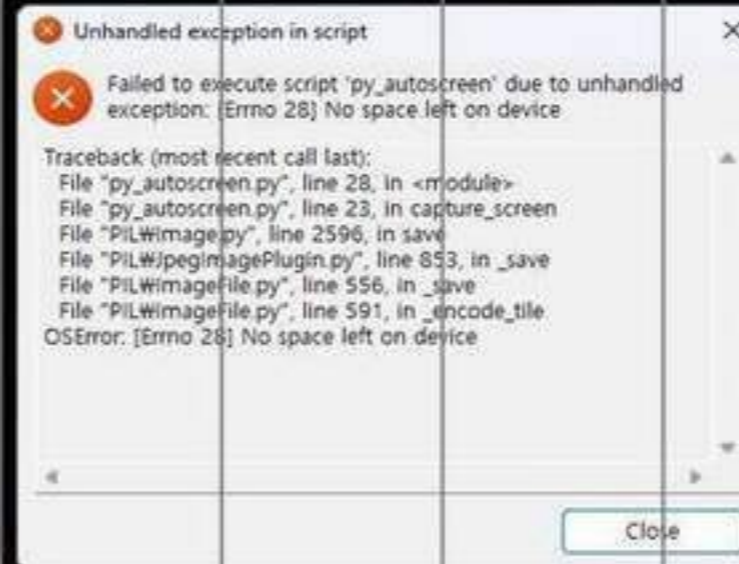 Unhandled exception in script
Failed to execute script 'py_autoscreen' due to unhandled
exception: [Errno 28] No space left on device
Traceback (most recent call last):
File "py_autoscreen.py", line 28, in <module>
File "py_autoscreen.py", line 23, in capture_screen
File "PIL₩Image.py", line 2596, in save
File "PIL₩JpegImagePlugin.py", line 853, in _save
File "PIL₩ImageFile.py", line 556, in _save
File "PIL₩ImageFile.py", line 591, in _encode_tile
OSError: [Errno 28] No space left on device
Close